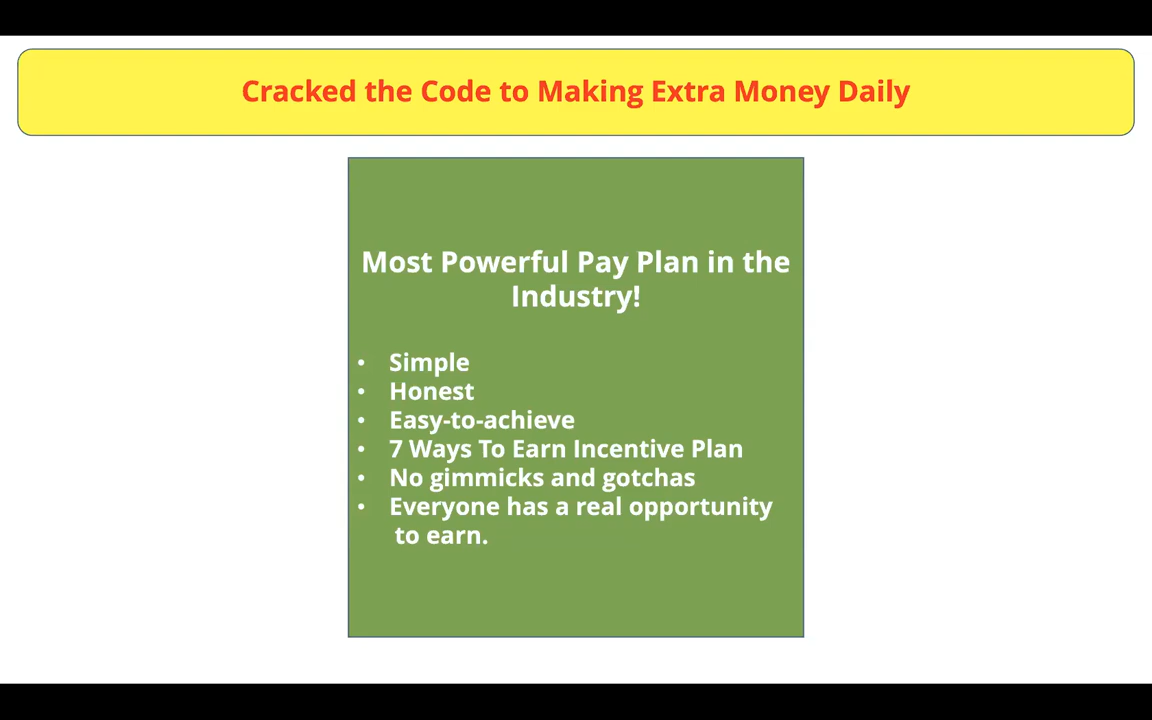 Cracked the Code to Making Extra Money Daily
Most Powerful Pay Plan in the
Industry!
• Simple
• Honest
• Easy-to-achieve
• 7 Ways To Earn Incentive Plan
• No gimmicks and gotchas
• Everyone has a real opportunity
to earn.